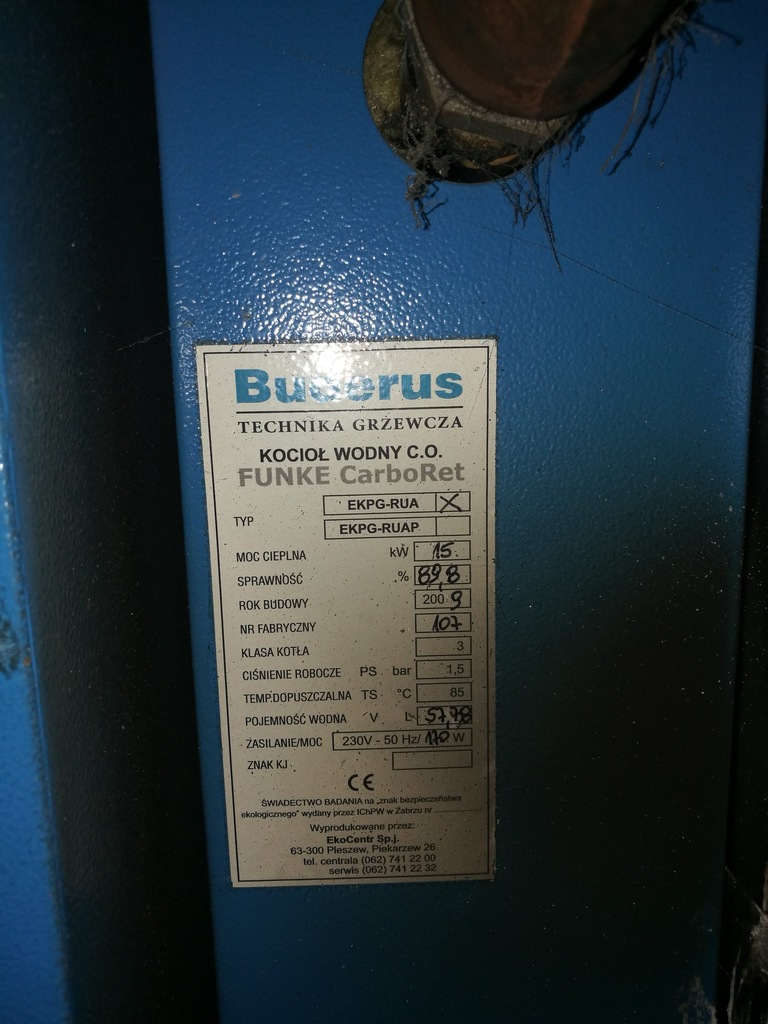 Buderus
TECHNIKA GRZEWCZA
KOCIOŁ WODNY C.O.
FUNKE CarboRet
TYP EKPG-RUA X
EKPG-RUAP
MOC CIEPLNA kW 15
SPRAWNOŚĆ % 89,8
ROK BUDOWY 2009
NR FABRYCZNY 107
KLASA KOTŁA 3
CIŚNIENIE ROBOCZE PS bar 1,5
TEMP.DOPUSZCZALNA TS °C 85
POJEMNOŚĆ WODNA V L 57,78
ZASILANIE/MOC 230V - 50 Hz/ 170 W
ZNAK KJ
CE
ŚWIADECTWO BADANIA na „znak bezpieczeństwa
ekologicznego" wydany przez IChPW w Zabrzu nr ................
Wyprodukowane przez:
EkoCentr Sp.j.
63-300 Pleszew, Piekarzew 26
tel. centrala (062) 741 22 00
serwis (062) 741 22 32